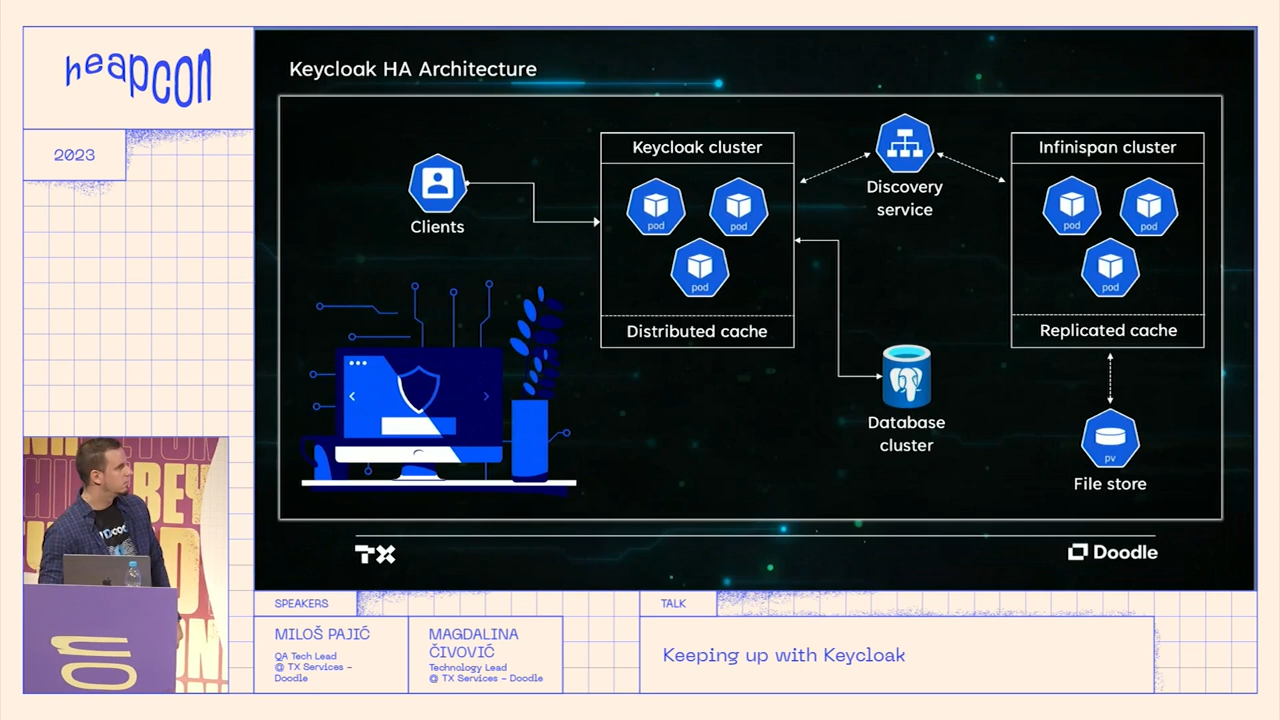 heapcon
2023
Keycloak HA Architecture
Clients
Keycloak cluster
pod
pod
pod
Distributed cache
Discovery
service
Database
cluster
Infinispan cluster
pod
pod
pod
Replicated cache
pv
File store
TX
Doodle
SPEAKERS
MILOŠ PAJIĆ
QA Tech Lead
@ TX Services –
Doodle
MAGDALINA
ČIVOVIĆ
Technology Lead
@ TX Services – Doodle
TALK
Keeping up with Keycloak